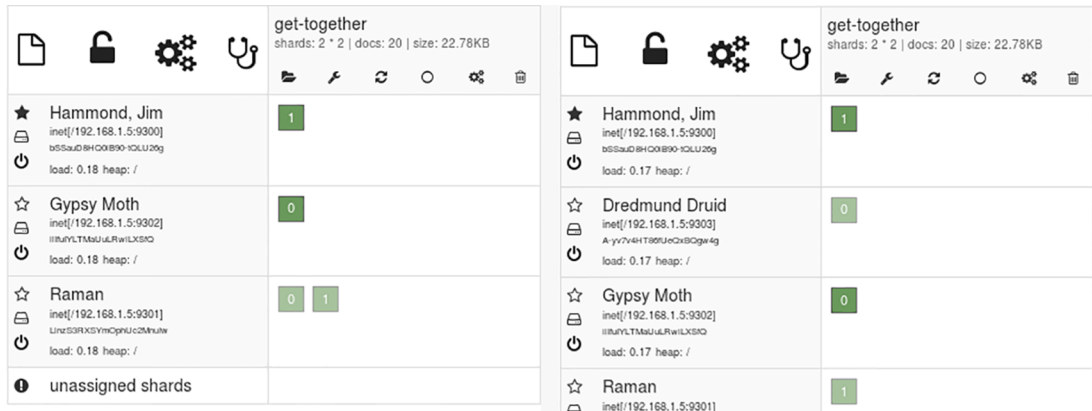 get-together
shards: 2 * 2 | docs: 20 | size: 22.78KB
Hammond, Jim
inet[/192.168.1.5:9300]
1
load: 0.18 heap: /
Gypsy Moth
inet[/192.168.1.5:9302]
0
load: 0.18 heap: /
Raman
inet[/192.168.1.5:9301]
0 1
load: 0.18 heap: /
unassigned shards
get-together
shards: 2 * 2 | docs: 20 | size: 22.78KB
Hammond, Jim
inet[/192.168.1.5:9300]
1
load: 0.17 heap: /
Dredmund Druid
inet[/192.168.1.5:9303]
0
load: 0.17 heap: /
Gypsy Moth
inet[/192.168.1.5:9302]
0
load: 0.17 heap: /
Raman
inet[/192.168.1.5:9301]
1